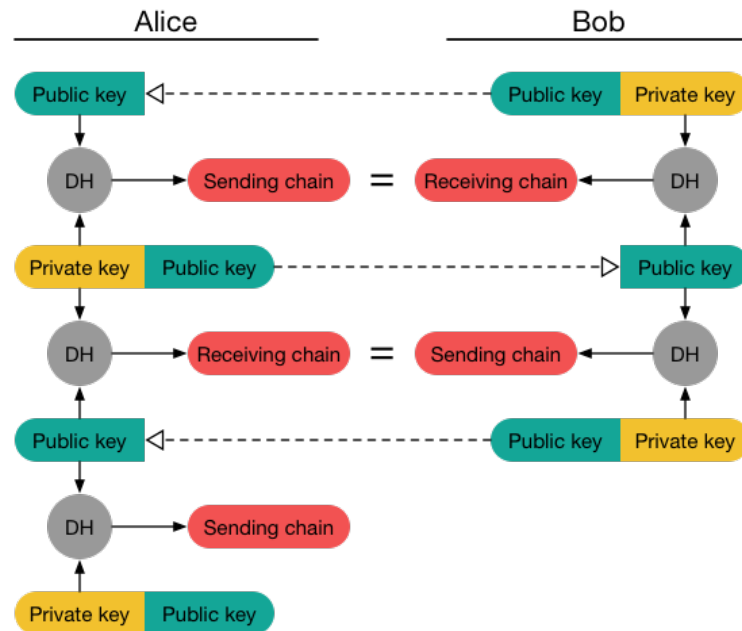 Alice Bob
Public key Public key Private key
DH Sending chain = Receiving chain DH
Private key Public key Public key
DH Receiving chain = Sending chain DH
Public key Public key Private key
DH Sending chain
Private key Public key